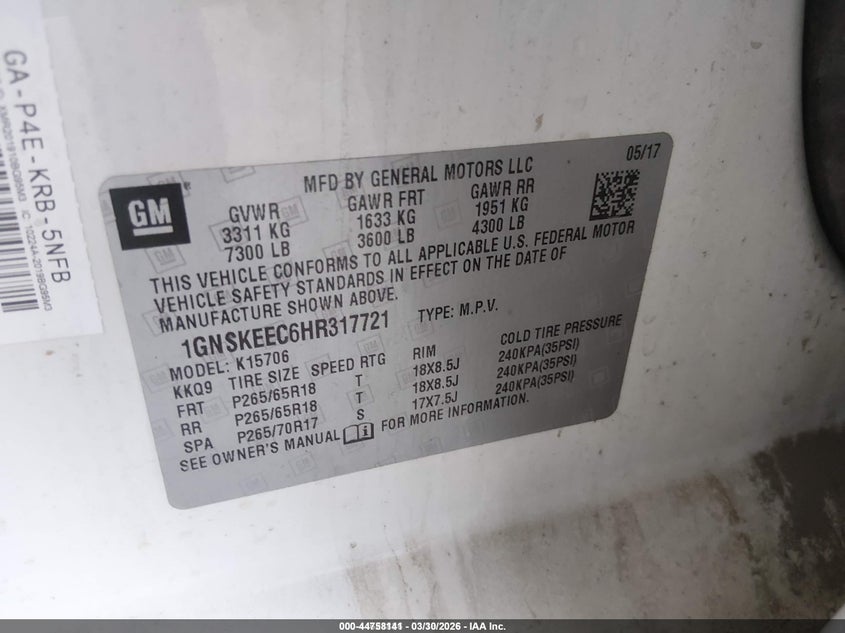 GA-P4E-KRB-5NFB
GM
MFD BY GENERAL MOTORS LLC
05/17
GVWR GAWR FRT GAWR RR
3311 KG 1633 KG 1951 KG
7300 LB 3600 LB 4300 LB
THIS VEHICLE CONFORMS TO ALL APPLICABLE U.S. FEDERAL MOTOR
VEHICLE SAFETY STANDARDS IN EFFECT ON THE DATE OF
MANUFACTURE SHOWN ABOVE.
1GNSKEEC6HR317721 TYPE: M.P.V.
MODEL: K15706
KKQ9 TIRE SIZE SPEED RTG RIM COLD TIRE PRESSURE
FRT P265/65R18 T 18X8.5J 240KPA(35PSI)
RR P265/65R18 T 18X8.5J 240KPA(35PSI)
SPA P265/70R17 S 17X7.5J 240KPA(35PSI)
SEE OWNER'S MANUAL FOR MORE INFORMATION.
000-44758141 - 03/30/2026 - IAA Inc.